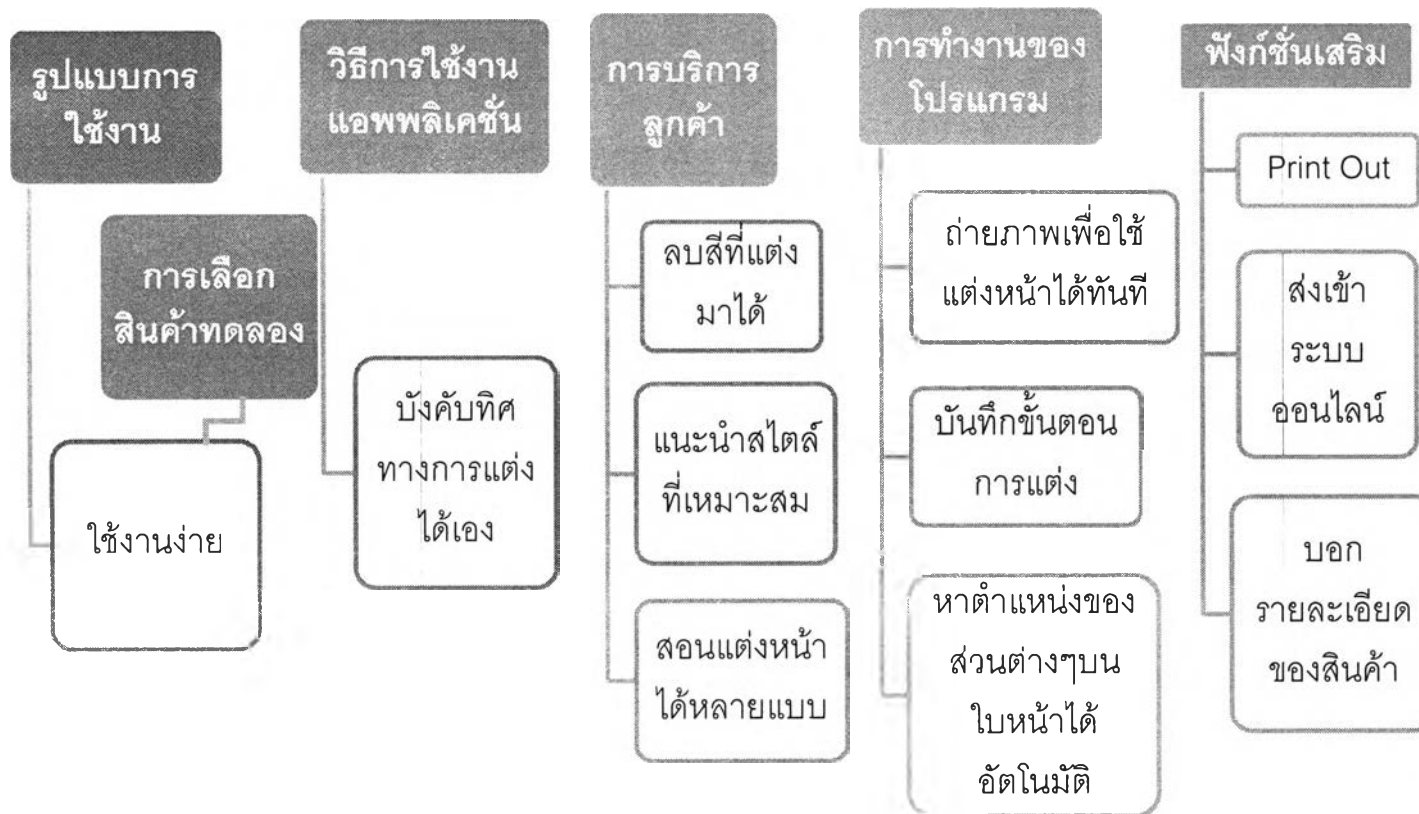 รูปแบบการ
ใช้งาน
การเลือก
สินค้าทดลอง
ใช้งานง่าย
วิธีการใช้งาน
แอพพลิเคชั่น
บังคับทิศ
ทางการแต่ง
ได้เอง
การบริการ
ลูกค้า
ลบสีที่แต่ง
มาได้
แนะนำสไตล์
ที่เหมาะสม
สอนแต่งหน้า
ได้หลายแบบ
การทำงานของ
โปรแกรม
ถ่ายภาพเพื่อใช้
แต่งหน้าได้ทันที
บันทึกขั้นตอน
การแต่ง
หาตำแหน่งของ
ส่วนต่างๆบน
ใบหน้าได้
อัตโนมัติ
ฟังก์ชั่นเสริม
Print Out
ส่งเข้า
ระบบ
ออนไลน์
บอก
รายละเอียด
ของสินค้า